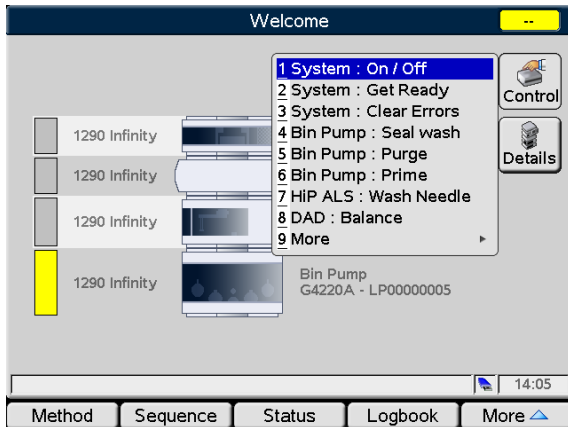 Welcome
--
1 System : On / Off
2 System : Get Ready
3 System : Clear Errors
4 Bin Pump : Seal wash
5 Bin Pump : Purge
6 Bin Pump : Prime
7 HiP ALS : Wash Needle
8 DAD : Balance
9 More
Control
Details
1290 Infinity
1290 Infinity
1290 Infinity
1290 Infinity
Bin Pump
G4220A - LP00000005
14:05
Method Sequence Status Logbook More